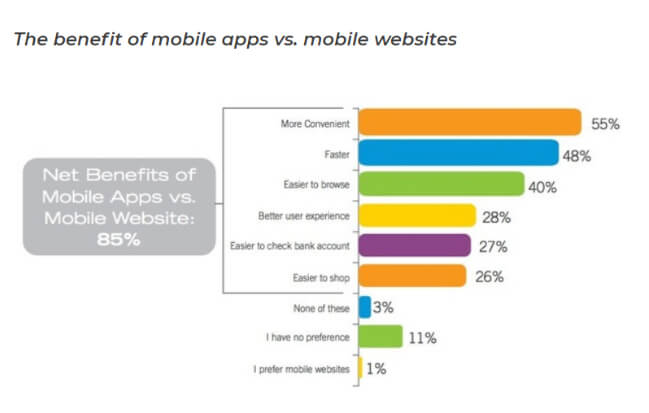 The benefit of mobile apps vs. mobile websites
Net Benefits of
Mobile Apps vs.
Mobile Website:
85%
More Convenient 55%
Faster 48%
Easier to browse 40%
Better user experience 28%
Easier to check bank account 27%
Easier to shop 26%
None of these 3%
I have no preference 11%
I prefer mobile websites 1%